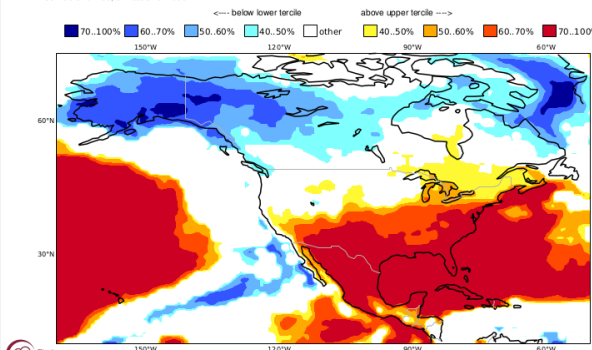 <---- below lower tercile above upper tercile ---->
70..100% 60..70% 50..60% 40..50% other 40..50% 50..60% 60..70% 70..100%
150°W 120°W 90°W 60°W
60°N
30°N
150°W 120°W 90°W 60°W